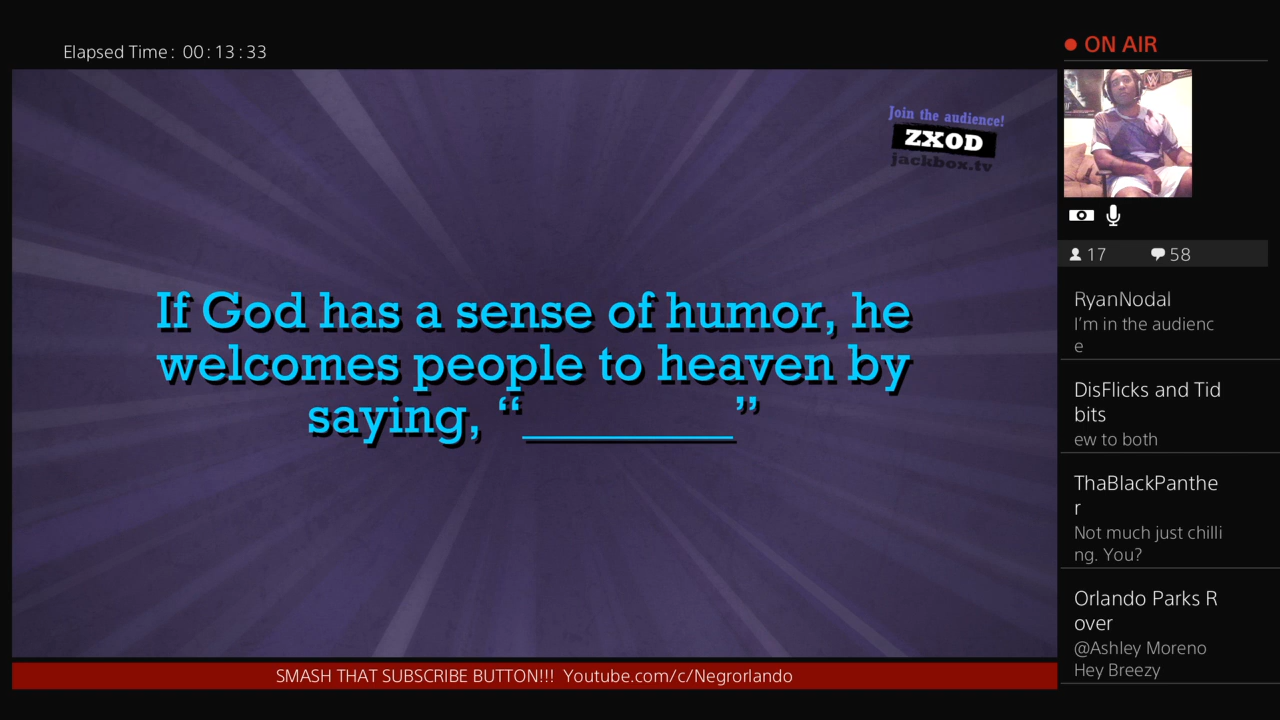 Elapsed Time: 00:13:33
ON AIR
Join the audience!
ZXOD
jackbox.tv
If God has a sense of humor, he
welcomes people to heaven by
saying, “________”
17 58
RyanNodal
I’m in the audienc
e
DisFlicks and Tid
bits
ew to both
ThaBlackPanthe
r
Not much just chilli
ng. You?
Orlando Parks R
over
@Ashley Moreno
Hey Breezy
SMASH THAT SUBSCRIBE BUTTON!!! Youtube.com/c/Negrorlando